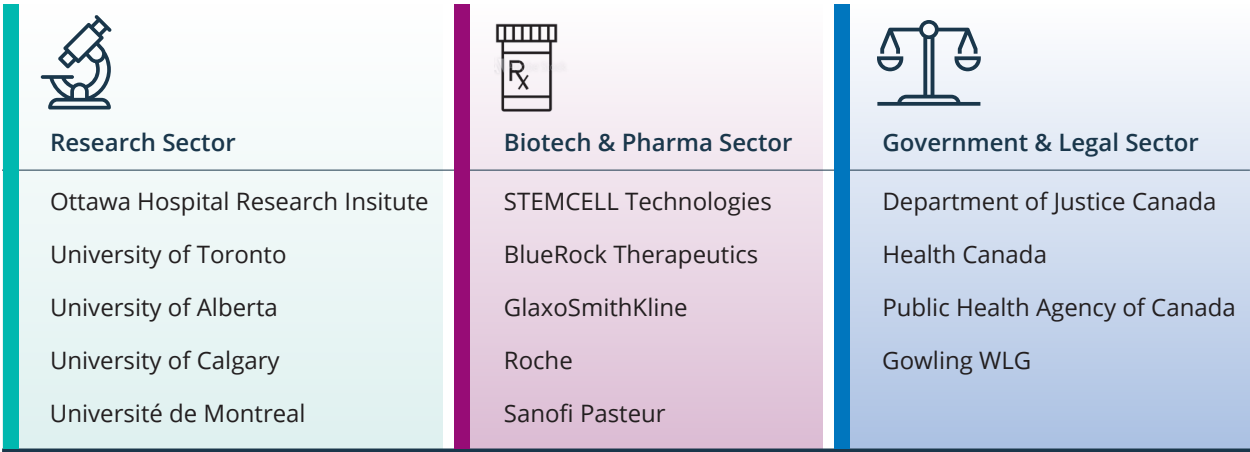 Rx
Research Sector
Ottawa Hospital Research Insitute
University of Toronto
University of Alberta
University of Calgary
Université de Montreal
Biotech & Pharma Sector
STEMCELL Technologies
BlueRock Therapeutics
GlaxoSmithKline
Roche
Sanofi Pasteur
Government & Legal Sector
Department of Justice Canada
Health Canada
Public Health Agency of Canada
Gowling WLG